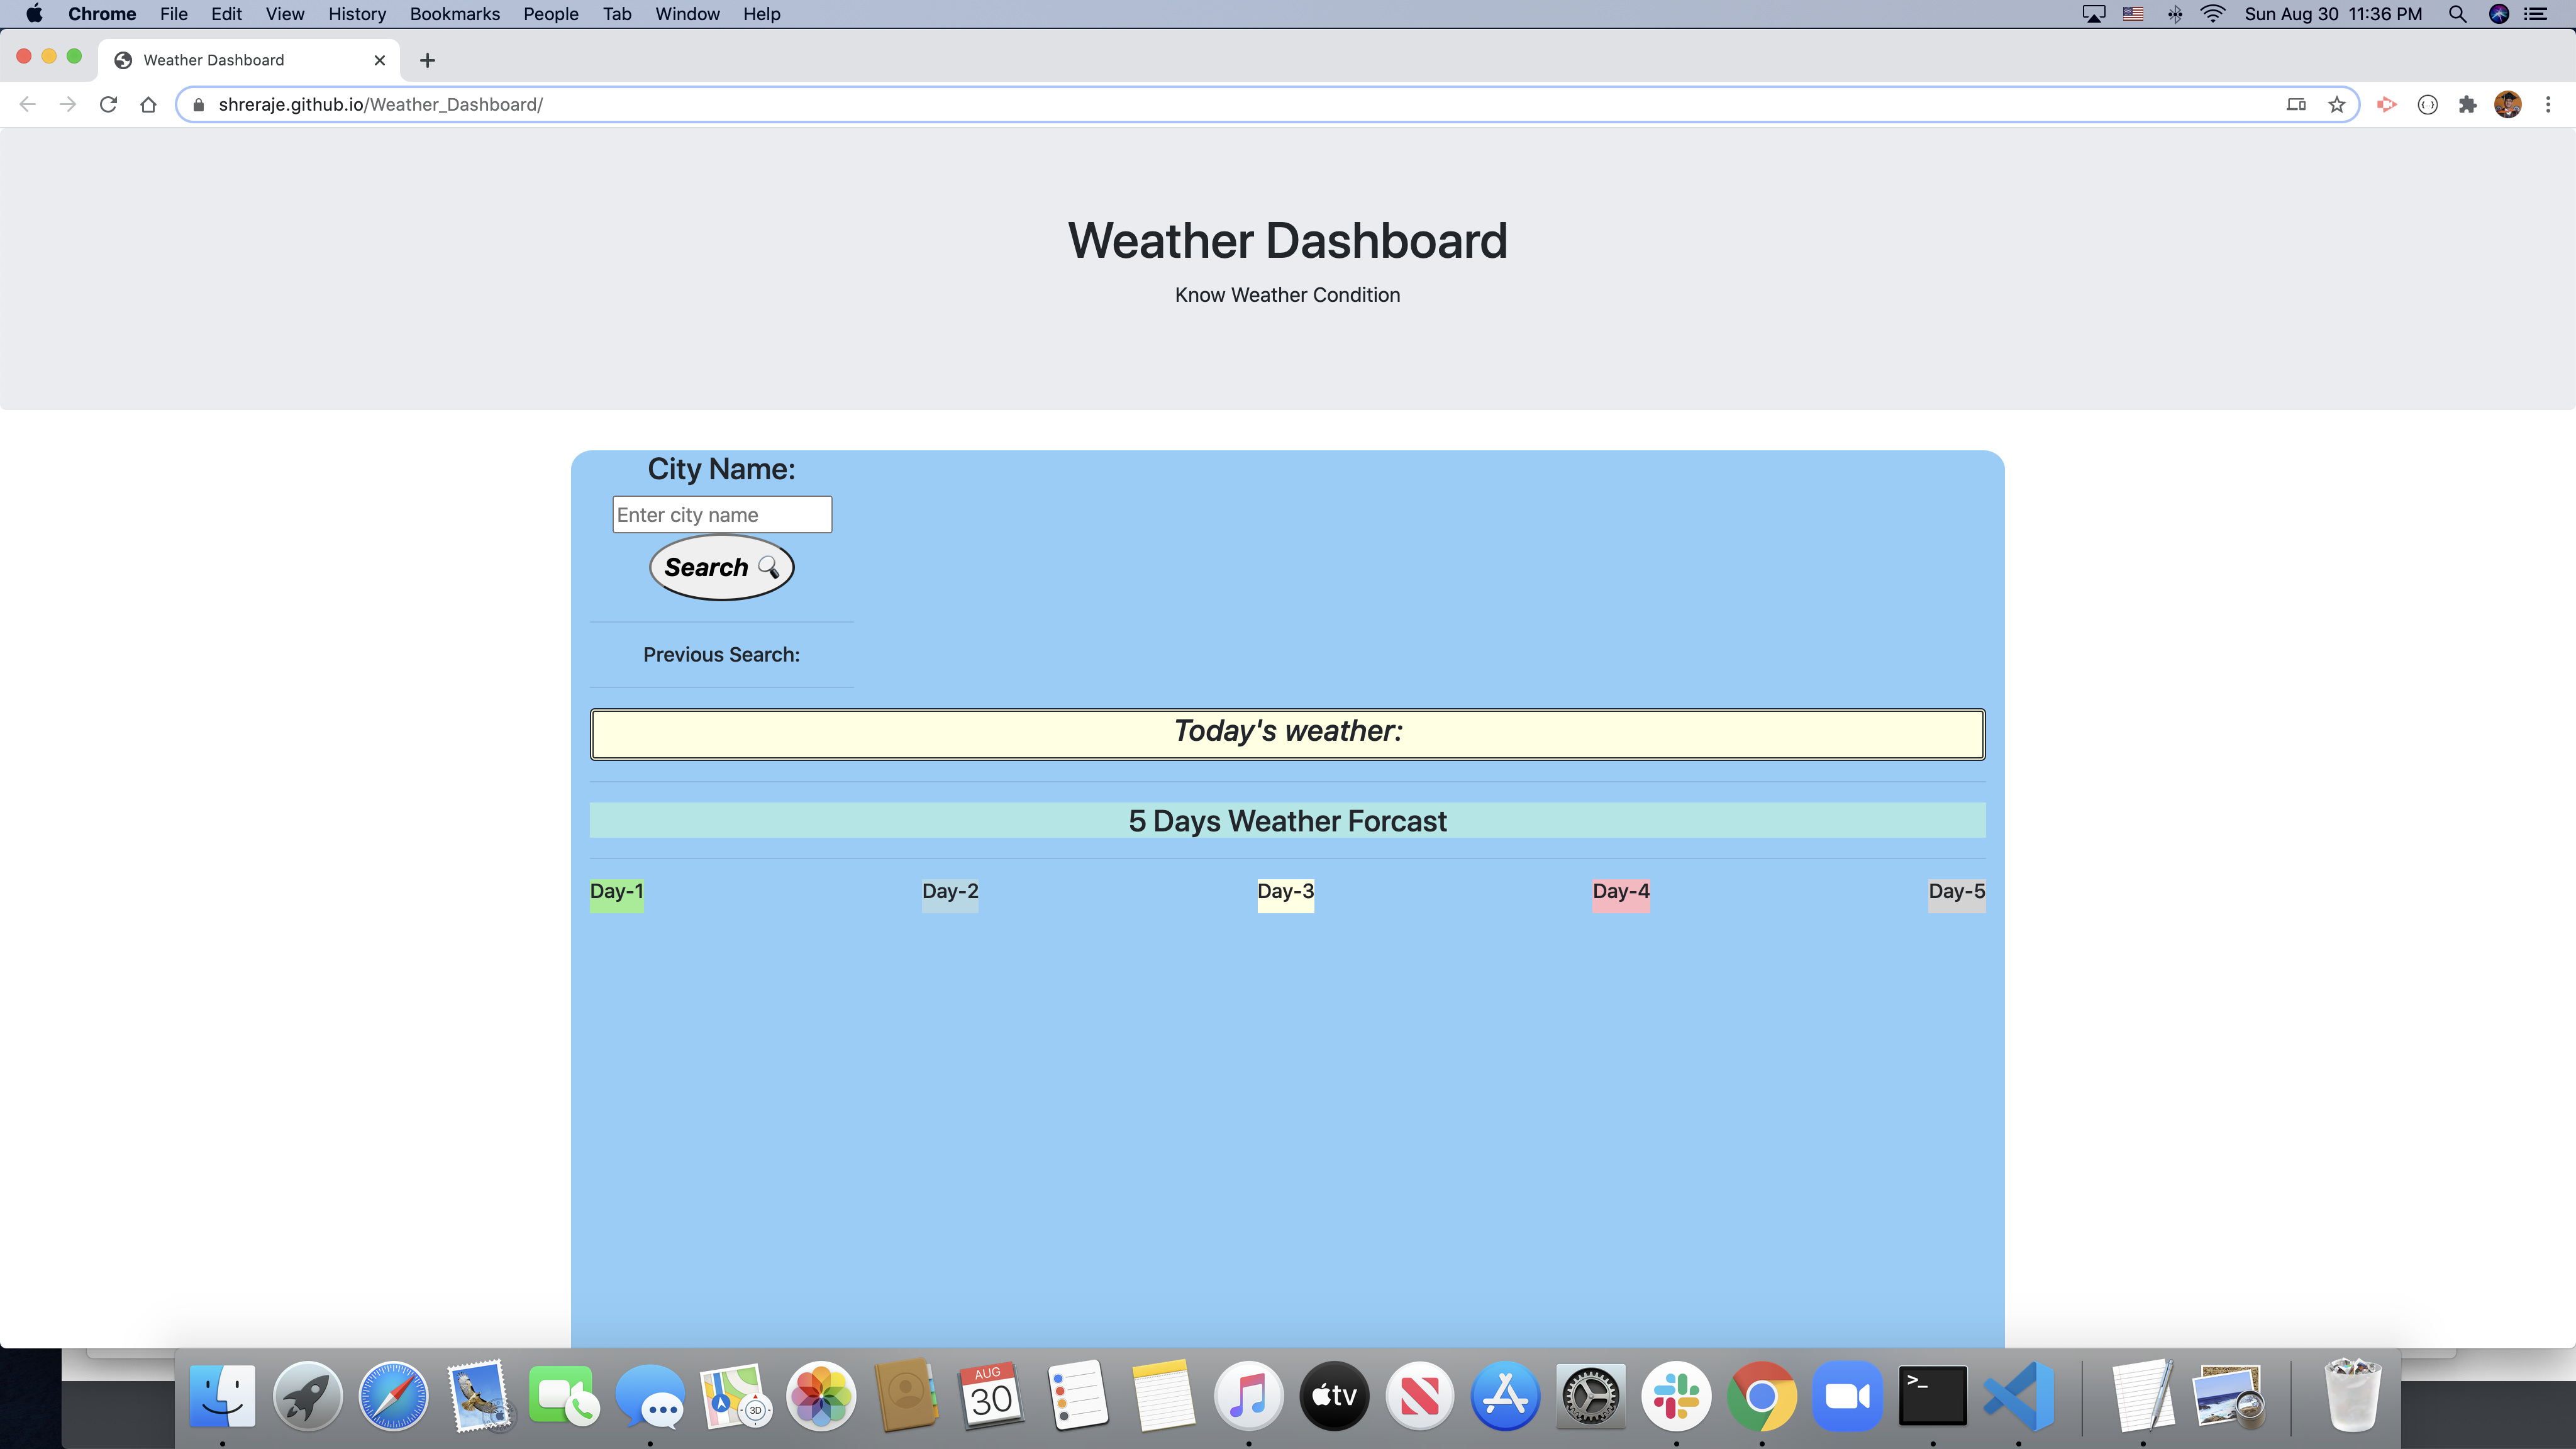 Chrome File Edit View History Bookmarks People Tab Window Help Sun Aug 30 11:36 PM
Weather Dashboard
shreraje.github.io/Weather_Dashboard/
Weather Dashboard
Know Weather Condition
City Name:
Enter city name
Search
Previous Search:
Today's weather:
5 Days Weather Forcast
Day-1 Day-2 Day-3 Day-4 Day-5
3D AUG 30 tv >_